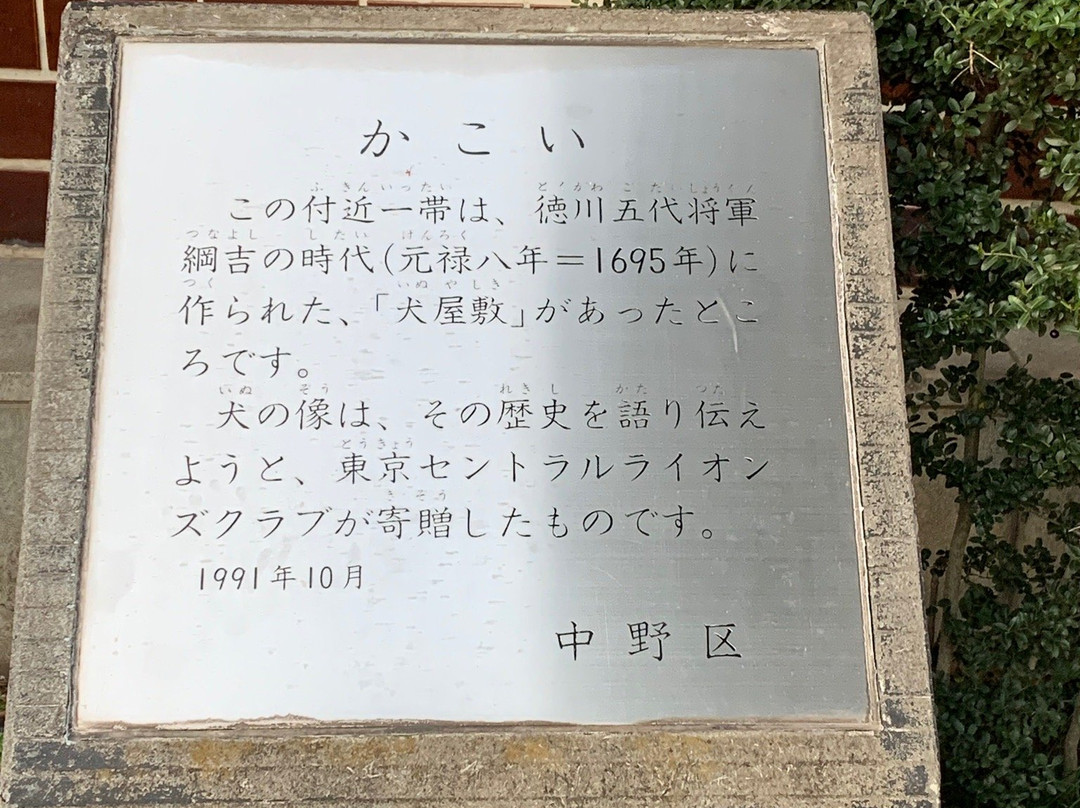 かこい
この付近一帯は、徳川五代将軍
綱吉の時代(元禄八年=1695年)に
作られた、「犬屋敷」があったとこ
ろです。
犬の像は、その歴史を語り伝え
ようと、東京セントラルライオン
ズクラブが寄贈したものです。
1991年10月
中野区